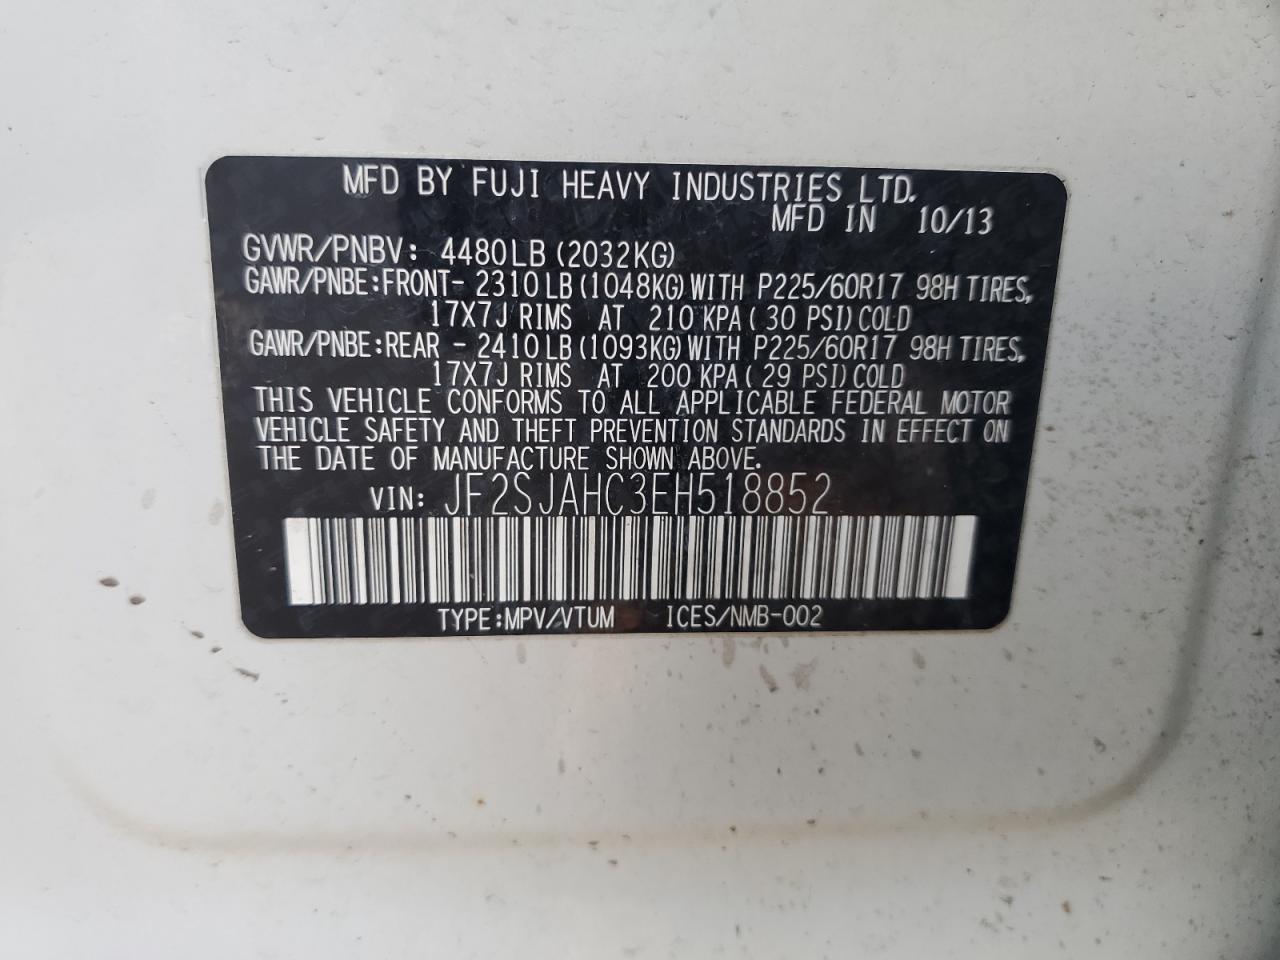 MFD BY FUJI HEAVY INDUSTRIES LTD.
MFD IN 10/13
GVWR/PNBV: 4480LB (2032KG)
GAWR/PNBE:FRONT- 2310LB (1048KG) WITH P225/60R17 98H TIRES,
17X7J RIMS AT 210 KPA ( 30 PSI) COLD
GAWR/PNBE:REAR - 2410LB (1093KG) WITH P225/60R17 98H TIRES,
17X7J RIMS AT 200 KPA ( 29 PSI) COLD
THIS VEHICLE CONFORMS TO ALL APPLICABLE FEDERAL MOTOR
VEHICLE SAFETY AND THEFT PREVENTION STANDARDS IN EFFECT ON
THE DATE OF MANUFACTURE SHOWN ABOVE.
VIN: JF2SJAHC3EH518852
TYPE:MPV/VTUM ICES/NMB-002